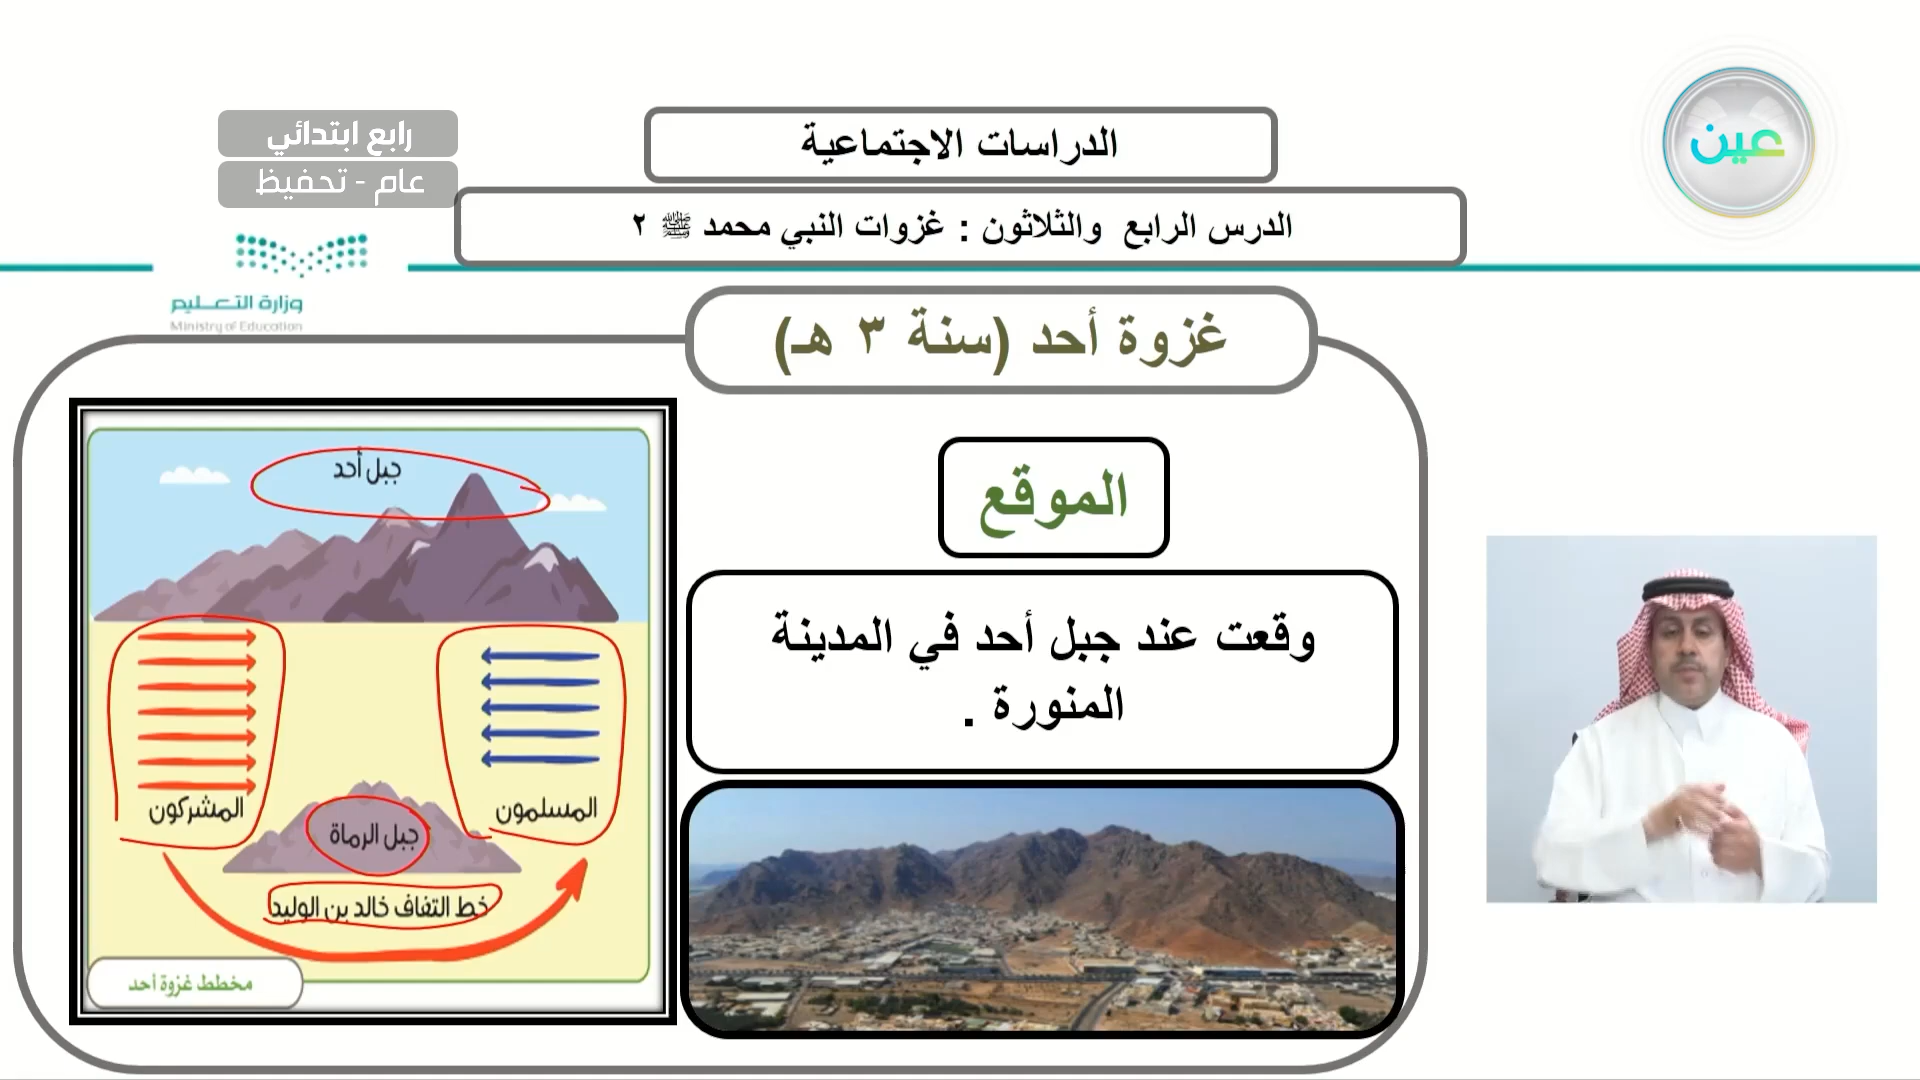 عين
الدراسات الاجتماعية
رابع ابتدائي
عام - تحفيظ
الدرس الرابع والثلاثون : غزوات النبي محمد ﷺ ٢
وزارة التعـــليم
Ministry of Education
غزوة أحد (سنة ٣ هـ)
الموقع
وقعت عند جبل أحد في المدينة
المنورة .
جبل أحد
المسلمون
المشركون
جبل الرماة
خط التفاف خالد بن الوليد
مخطط غزوة أحد